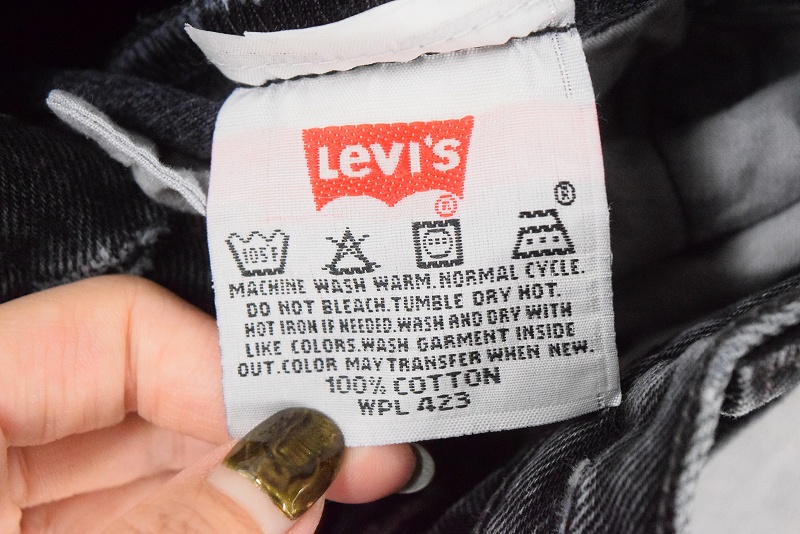 Levi's
®
®
105F
MACHINE WASH WARM.NORMAL CYCLE.
DO NOT BLEACH.TUMBLE DRY HOT.
HOT IRON IF NEEDED.WASH AND DRY WITH
LIKE COLORS.WASH GARMENT INSIDE
OUT.COLOR MAY TRANSFER WHEN NEW.
100% COTTON
WPL 423